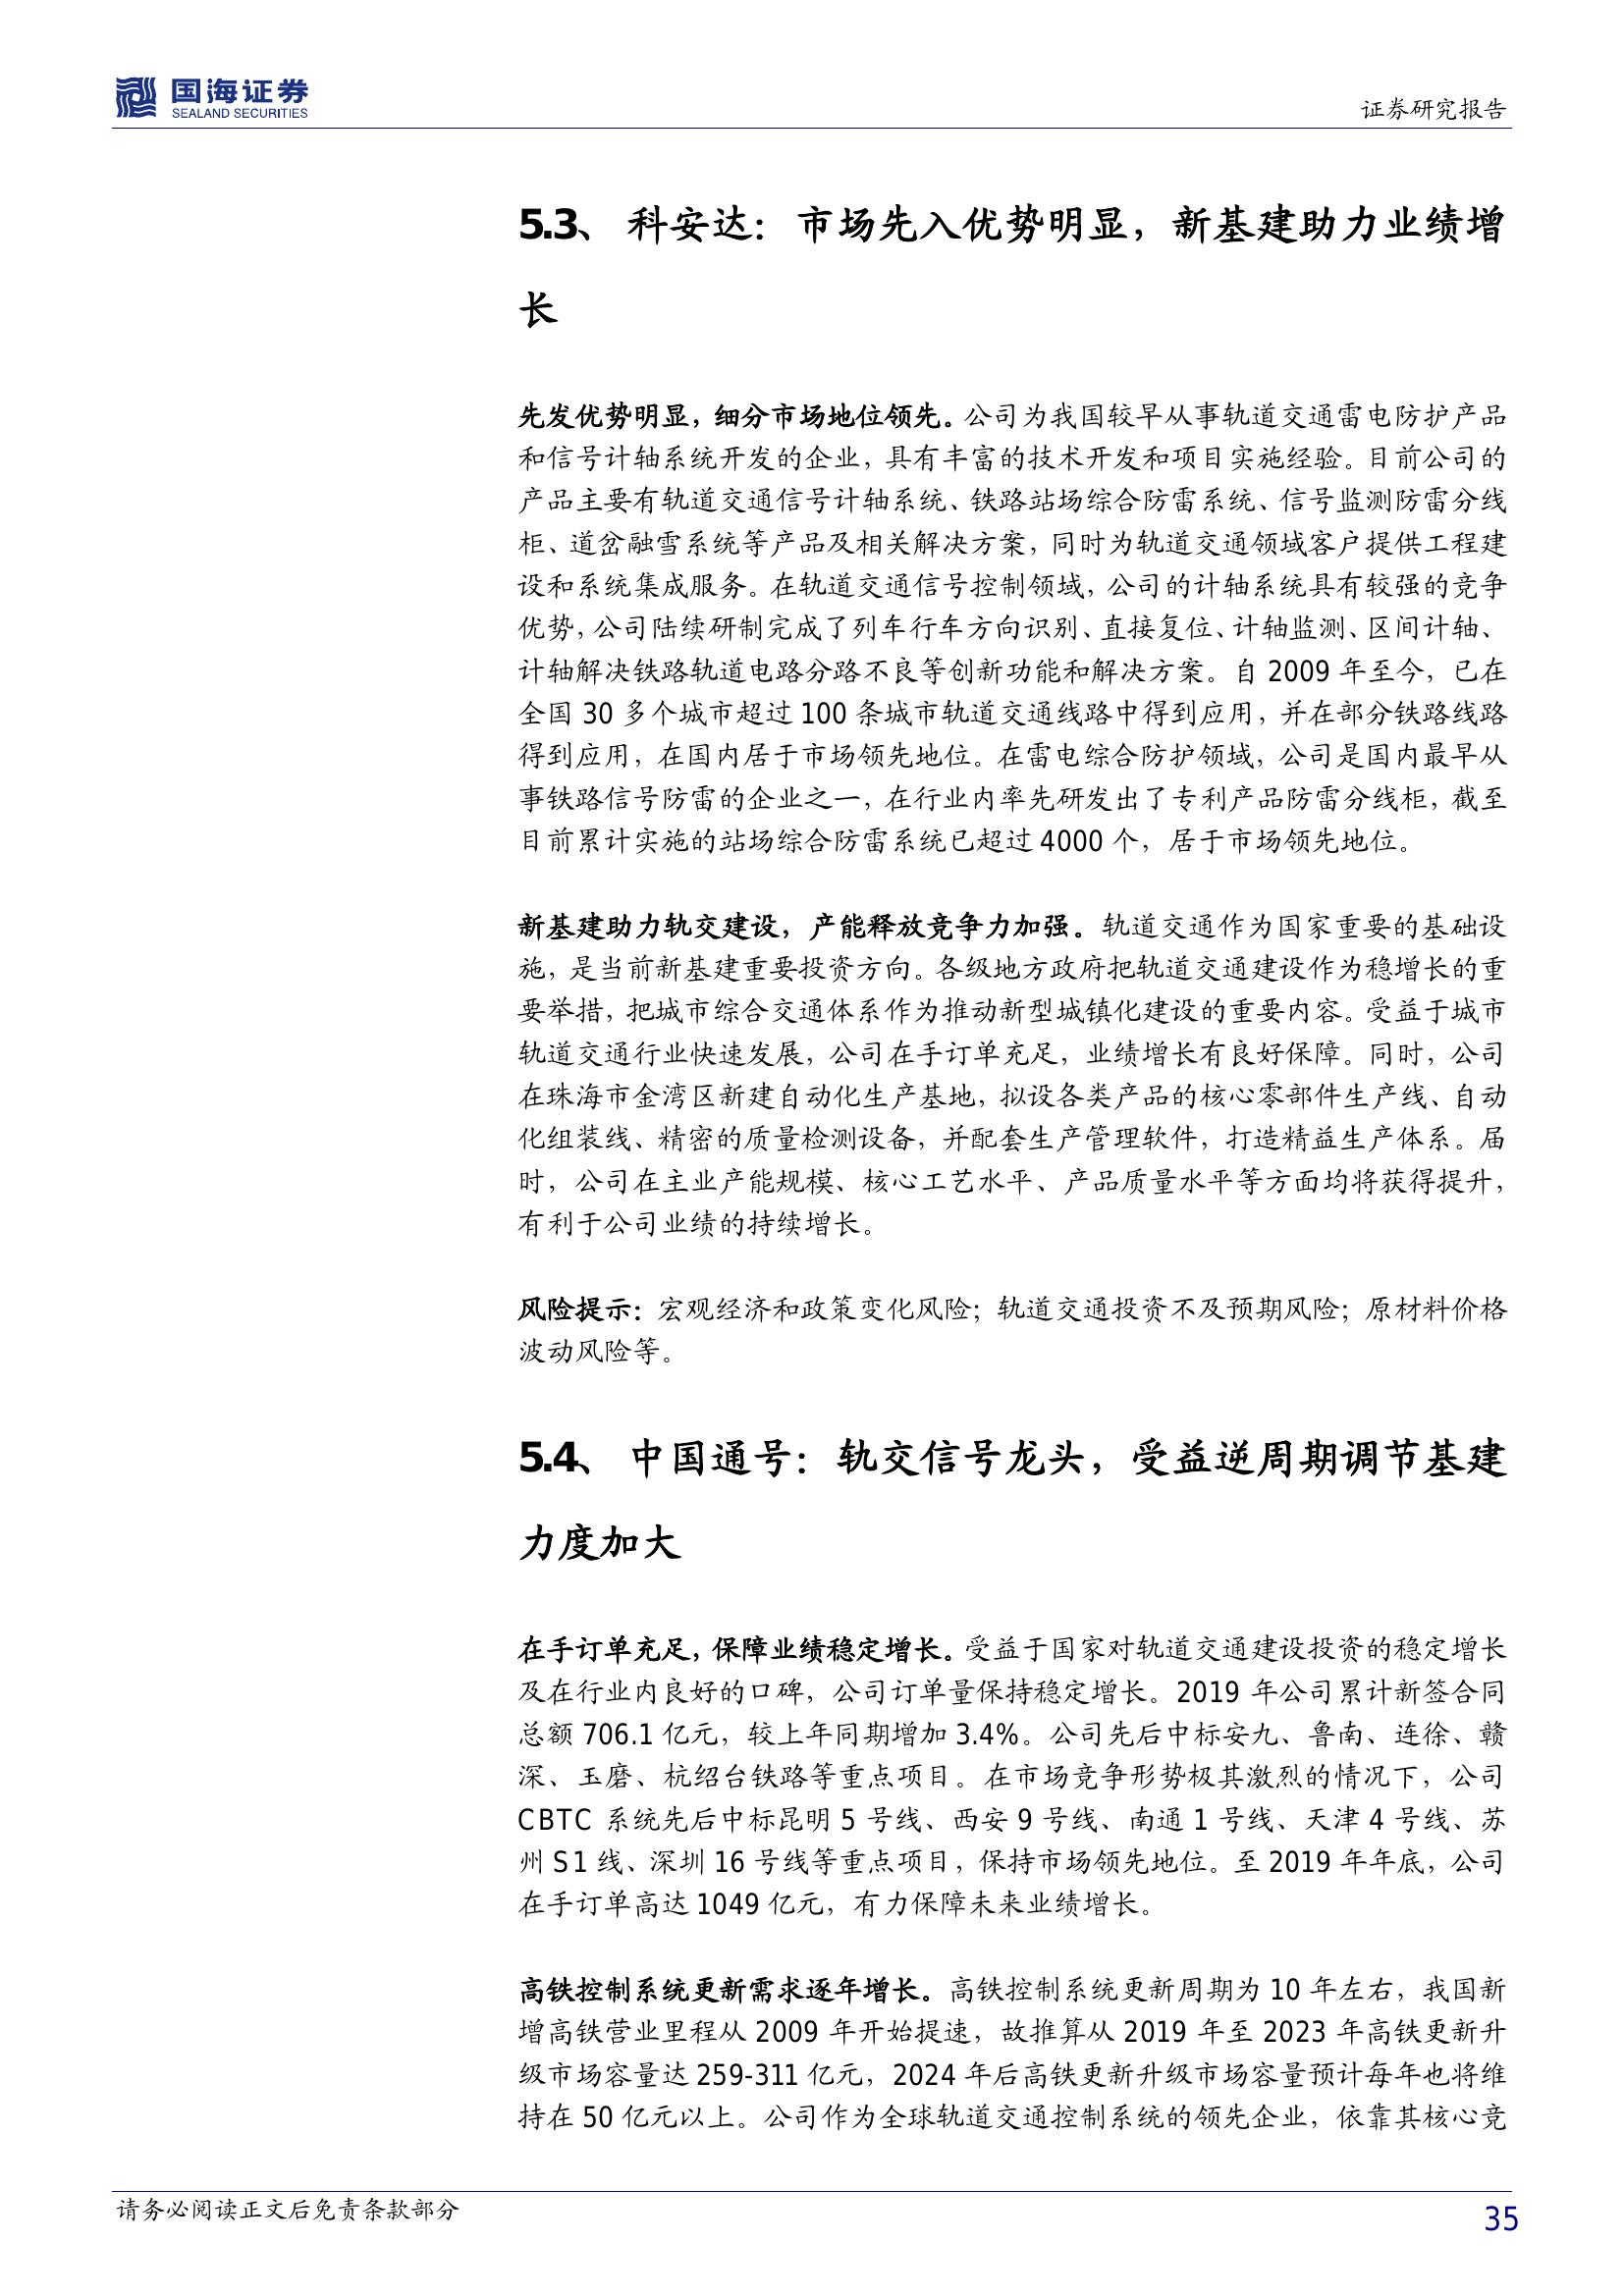 国海证券
SEALAND SECURITIES
证券研究报告
5.3、 科安达：市场先入优势明显，新基建助力业绩增
长
先发优势明显，细分市场地位领先。公司为我国较早从事轨道交通雷电防护产品
和信号计轴系统开发的企业，具有丰富的技术开发和项目实施经验。目前公司的
产品主要有轨道交通信号计轴系统、铁路站场综合防雷系统、信号监测防雷分线
柜、道岔融雪系统等产品及相关解决方案，同时为轨道交通领域客户提供工程建
设和系统集成服务。在轨道交通信号控制领域，公司的计轴系统具有较强的竞争
优势，公司陆续研制完成了列车行车方向识别、直接复位、计轴监测、区间计轴、
计轴解决铁路轨道电路分路不良等创新功能和解决方案。自 2009 年至今，已在
全国 30 多个城市超过 100 条城市轨道交通线路中得到应用，并在部分铁路线路
得到应用，在国内居于市场领先地位。在雷电综合防护领域，公司是国内最早从
事铁路信号防雷的企业之一，在行业内率先研发出了专利产品防雷分线柜，截至
目前累计实施的站场综合防雷系统已超过 4000 个，居于市场领先地位。
新基建助力轨交建设，产能释放竞争力加强。轨道交通作为国家重要的基础设
施，是当前新基建重要投资方向。各级地方政府把轨道交通建设作为稳增长的重
要举措，把城市综合交通体系作为推动新型城镇化建设的重要内容。受益于城市
轨道交通行业快速发展，公司在手订单充足，业绩增长有良好保障。同时，公司
在珠海市金湾区新建自动化生产基地，拟设各类产品的核心零部件生产线、自动
化组装线、精密的质量检测设备，并配套生产管理软件，打造精益生产体系。届
时，公司在主业产能规模、核心工艺水平、产品质量水平等方面均将获得提升，
有利于公司业绩的持续增长。
风险提示：宏观经济和政策变化风险；轨道交通投资不及预期风险；原材料价格
波动风险等。
5.4、 中国通号：轨交信号龙头，受益逆周期调节基建
力度加大
在手订单充足，保障业绩稳定增长。受益于国家对轨道交通建设投资的稳定增长
及在行业内良好的口碑，公司订单量保持稳定增长。2019 年公司累计新签合同
总额 706.1 亿元，较上年同期增加 3.4%。公司先后中标安九、鲁南、连徐、赣
深、玉磨、杭绍台铁路等重点项目。在市场竞争形势极其激烈的情况下，公司
CBTC 系统先后中标昆明 5 号线、西安 9 号线、南通 1 号线、天津 4 号线、苏
州 S1 线、深圳 16 号线等重点项目，保持市场领先地位。至 2019 年年底，公司
在手订单高达 1049 亿元，有力保障未来业绩增长。
高铁控制系统更新需求逐年增长。高铁控制系统更新周期为 10 年左右，我国新
增高铁营业里程从 2009 年开始提速，故推算从 2019 年至 2023 年高铁更新升
级市场容量达 259-311 亿元，2024 年后高铁更新升级市场容量预计每年也将维
持在 50 亿元以上。公司作为全球轨道交通控制系统的领先企业，依靠其核心竞
请务必阅读正文后免责条款部分
35